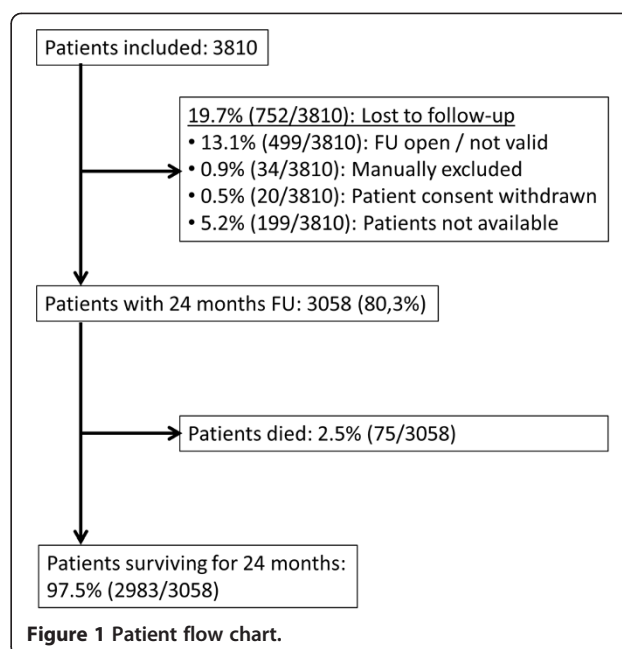 Patients included: 3810
19.7% (752/3810): Lost to follow-up
• 13.1% (499/3810): FU open / not valid
• 0.9% (34/3810): Manually excluded
• 0.5% (20/3810): Patient consent withdrawn
• 5.2% (199/3810): Patients not available
Patients with 24 months FU: 3058 (80,3%)
Patients died: 2.5% (75/3058)
Patients surviving for 24 months:
97.5% (2983/3058)
Figure 1 Patient flow chart.